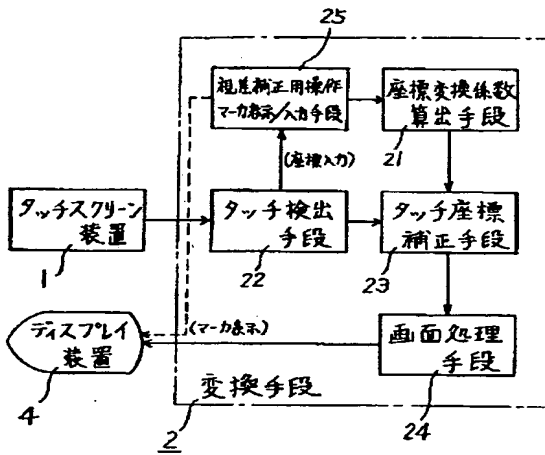 25
視差補正用操作
マーカ表示/入力手段
座標変換係数
算出手段
21
(座標入力)
タッチスクリーン
装置
1
タッチ検出
手段
22
タッチ座標
補正手段
23
(マーカ表示)
ディスプレイ
装置
4
画面処理
手段
24
変換手段
2